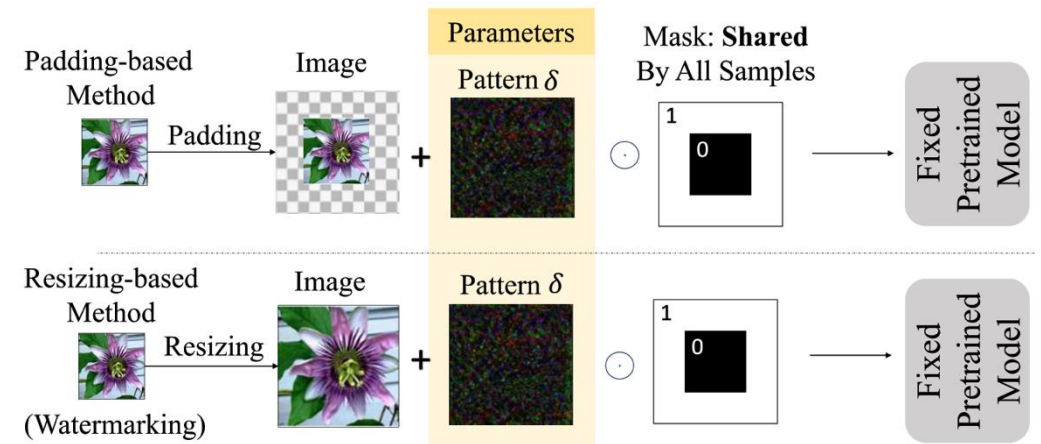 Padding-based
Method
Padding
Image
Parameters
Pattern δ
Mask: Shared
By All Samples
1
0
Fixed
Pretrained
Model
Resizing-based
Method
(Watermarking)
Resizing
Image
Pattern δ
1
0
Fixed
Pretrained
Model